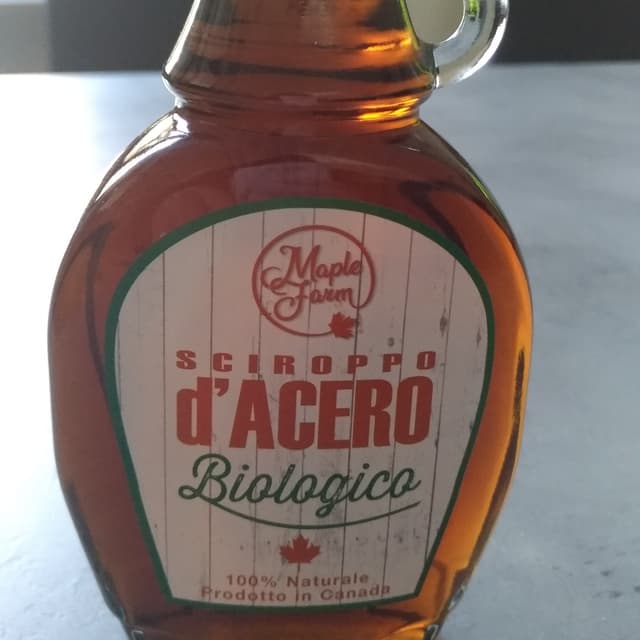 Maple
Farm
SCIROPPO
d'ACERO
Biologico
100% Naturale
Prodotto in Canada